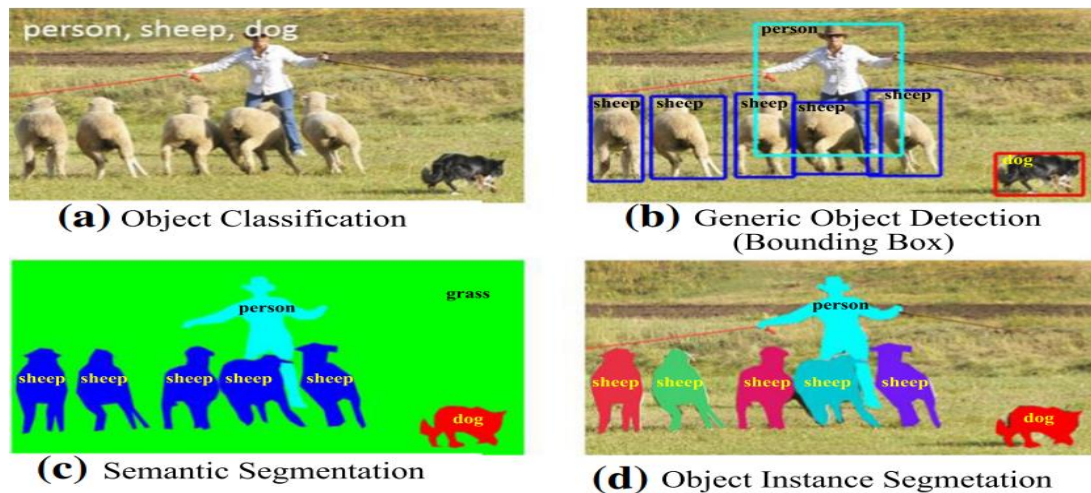 person, sheep, dog
person
sheep
sheep
sheep
sheep
sheep
dog
(a) Object Classification
(b) Generic Object Detection
(Bounding Box)
grass
person
sheep
sheep
sheep
sheep
sheep
dog
(c) Semantic Segmentation
person
sheep
sheep
sheep
sheep
sheep
dog
(d) Object Instance Segmetation